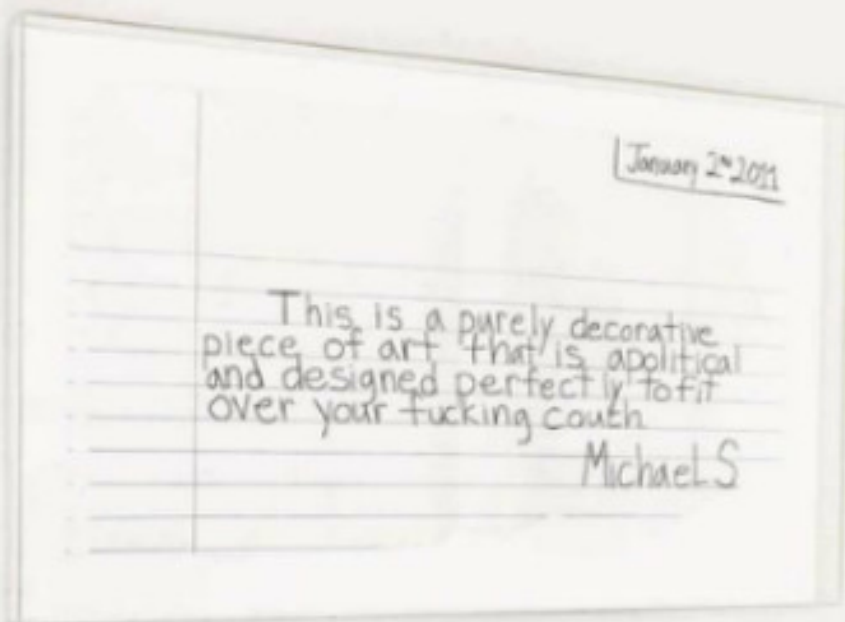 January 2nd 2011
This is a purely decorative
piece of art that is apolitical
and designed perfectly to fit
over your fucking couch
Michael S